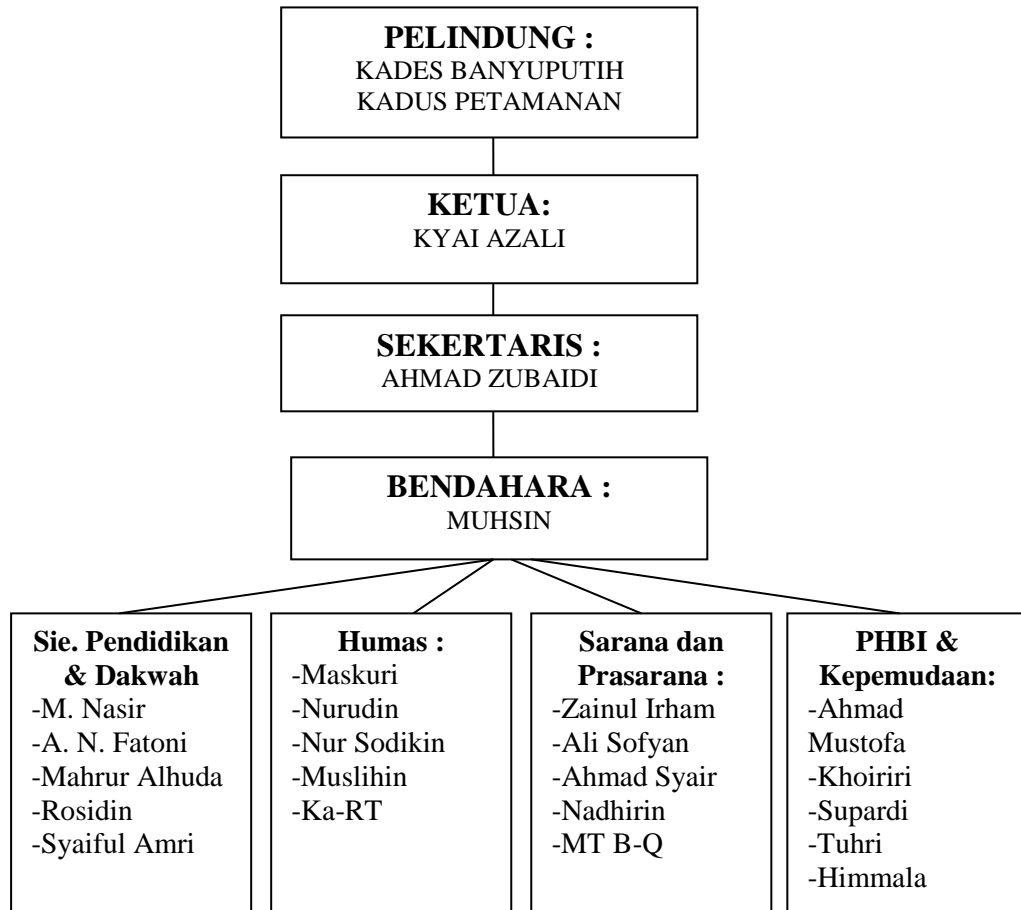 PELINDUNG :
KADES BANYUPUTIH
KADUS PETAMANAN
KETUA:
KYAI AZALI
SEKERTARIS :
AHMAD ZUBAIDI
BENDAHARA :
MUHSIN
Sie. Pendidikan
& Dakwah
-M. Nasir
-A. N. Fatoni
-Mahrur Alhuda
-Rosidin
-Syaiful Amri
Humas :
-Maskuri
-Nurudin
-Nur Sodikin
-Muslihin
-Ka-RT
Sarana dan
Prasarana :
-Zainul Irham
-Ali Sofyan
-Ahmad Syair
-Nadhirin
-MT B-Q
PHBI &
Kepemudaan:
-Ahmad
Mustofa
-Khoiriri
-Supardi
-Tuhri
-Himmala